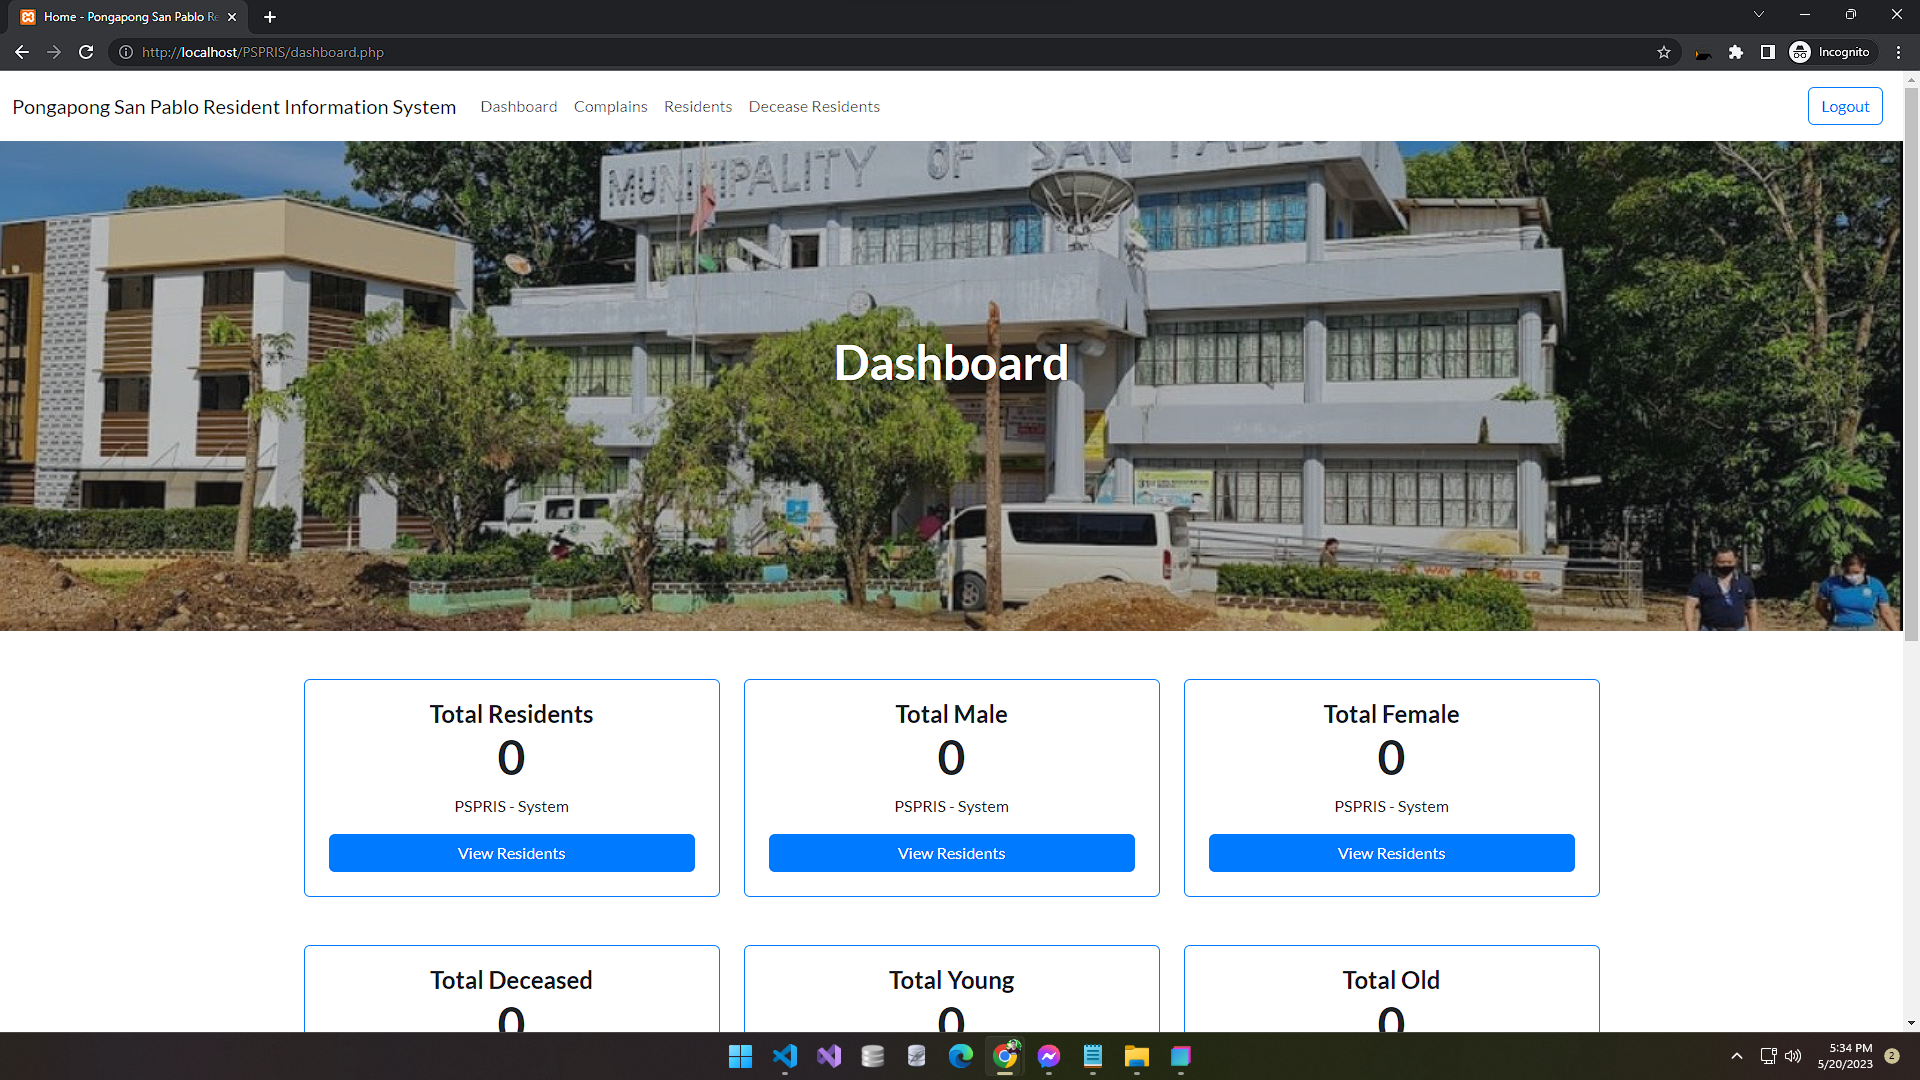 Home - Pongapong San Pablo Re
http://localhost/PSPRIS/dashboard.php
Incognito
Pongapong San Pablo Resident Information System
Dashboard
Complains
Residents
Decease Residents
Logout
MUNICIPALITY OF SAN PABLO
Dashboard
Total Residents
0
PSPRIS - System
View Residents
Total Male
0
PSPRIS - System
View Residents
Total Female
0
PSPRIS - System
View Residents
Total Deceased
0
Total Young
0
Total Old
0
5:34 PM
5/20/2023
2